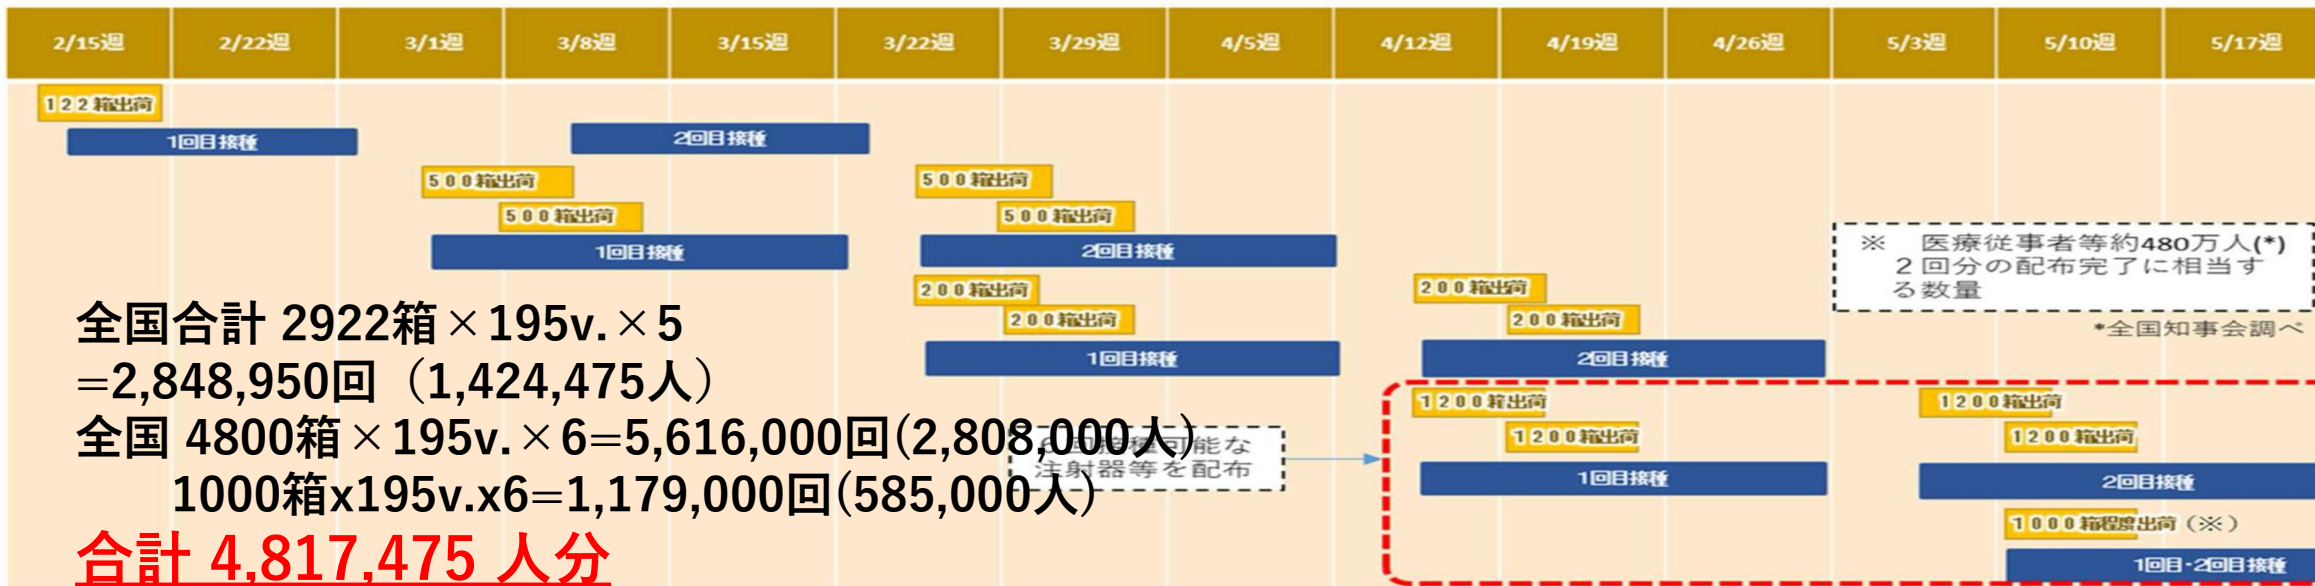 2/15週 2/22週 3/1週 3/8週 3/15週 3/22週 3/29週 4/5週 4/12週 4/19週 4/26週 5/3週 5/10週 5/17週
122箱出荷
1回目接種 2回目接種
500箱出荷 500箱出荷
500箱出荷 500箱出荷
1回目接種 2回目接種
※ 医療従事者等約480万人(*)
2回分の配布完了に相当す
る数量
*全国知事会調べ
200箱出荷 200箱出荷
200箱出荷 200箱出荷
1回目接種 2回目接種
全国合計 2922箱×195v.×5
=2,848,950回（1,424,475人）
全国 4800箱×195v.×6=5,616,000回(2,808,000人)
1000箱x195v.x6=1,179,000回(585,000人)
合計 4,817,475 人分
可能な
注射器等を配布
1200箱出荷 1200箱出荷
1200箱出荷 1200箱出荷
1回目接種 2回目接種
1000箱程度出荷（※）
1回目・2回目接種